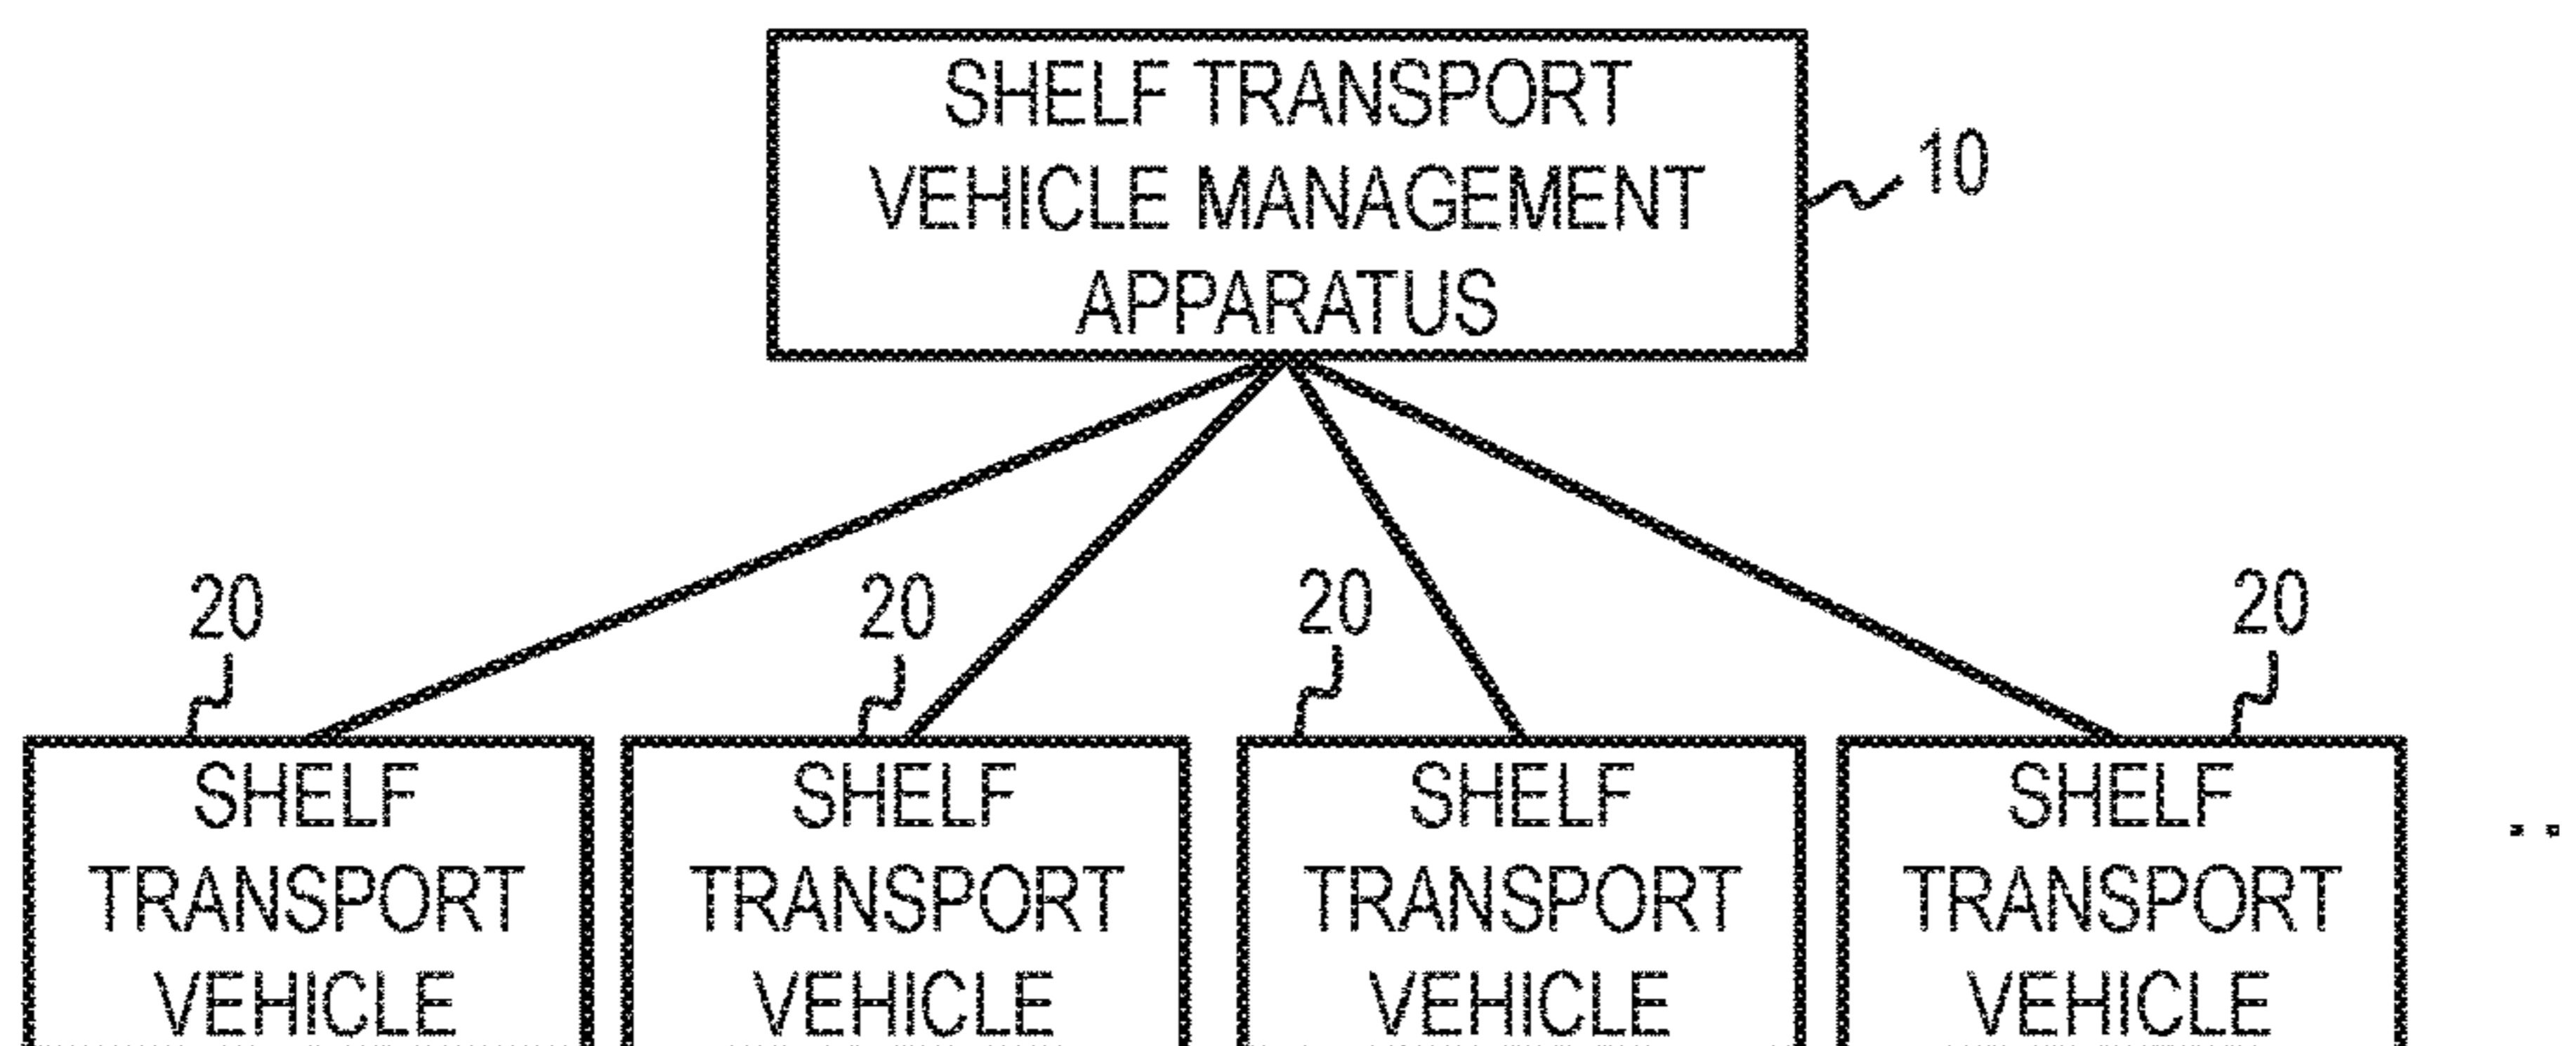 SHELF TRANSPORT
VEHICLE MANAGEMENT
APPARATUS
10
20
20
20
20
SHELF
TRANSPORT
VEHICLE
SHELF
TRANSPORT
VEHICLE
SHELF
TRANSPORT
VEHICLE
SHELF
TRANSPORT
VEHICLE
..